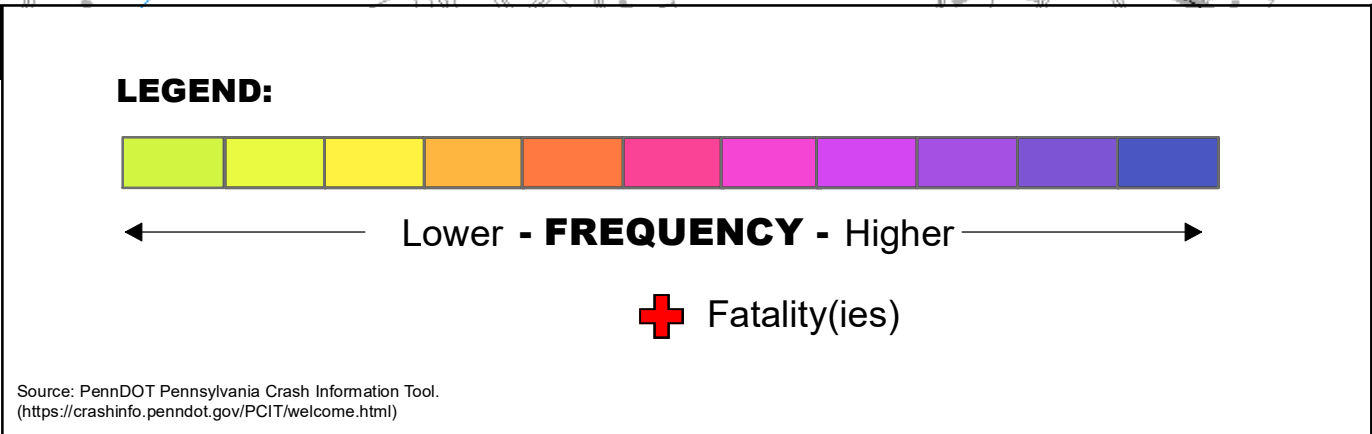 LEGEND:
Lower - FREQUENCY - Higher
Fatality(ies)
Source: PennDOT Pennsylvania Crash Information Tool.
(https://crashinfo.penndot.gov/PCIT/welcome.html)